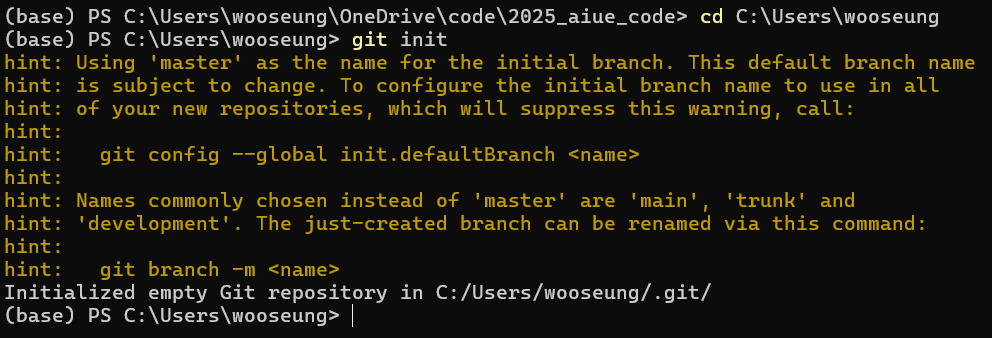 (base) PS C:\Users\wooseung\OneDrive\code\2025_aiue_code> cd C:\Users\wooseung
(base) PS C:\Users\wooseung> git init
hint: Using 'master' as the name for the initial branch. This default branch name
hint: is subject to change. To configure the initial branch name to use in all
hint: of your new repositories, which will suppress this warning, call:
hint:
hint:   git config --global init.defaultBranch <name>
hint:
hint: Names commonly chosen instead of 'master' are 'main', 'trunk' and
hint: 'development'. The just-created branch can be renamed via this command:
hint:
hint:   git branch -m <name>
Initialized empty Git repository in C:/Users/wooseung/.git/
(base) PS C:\Users\wooseung>